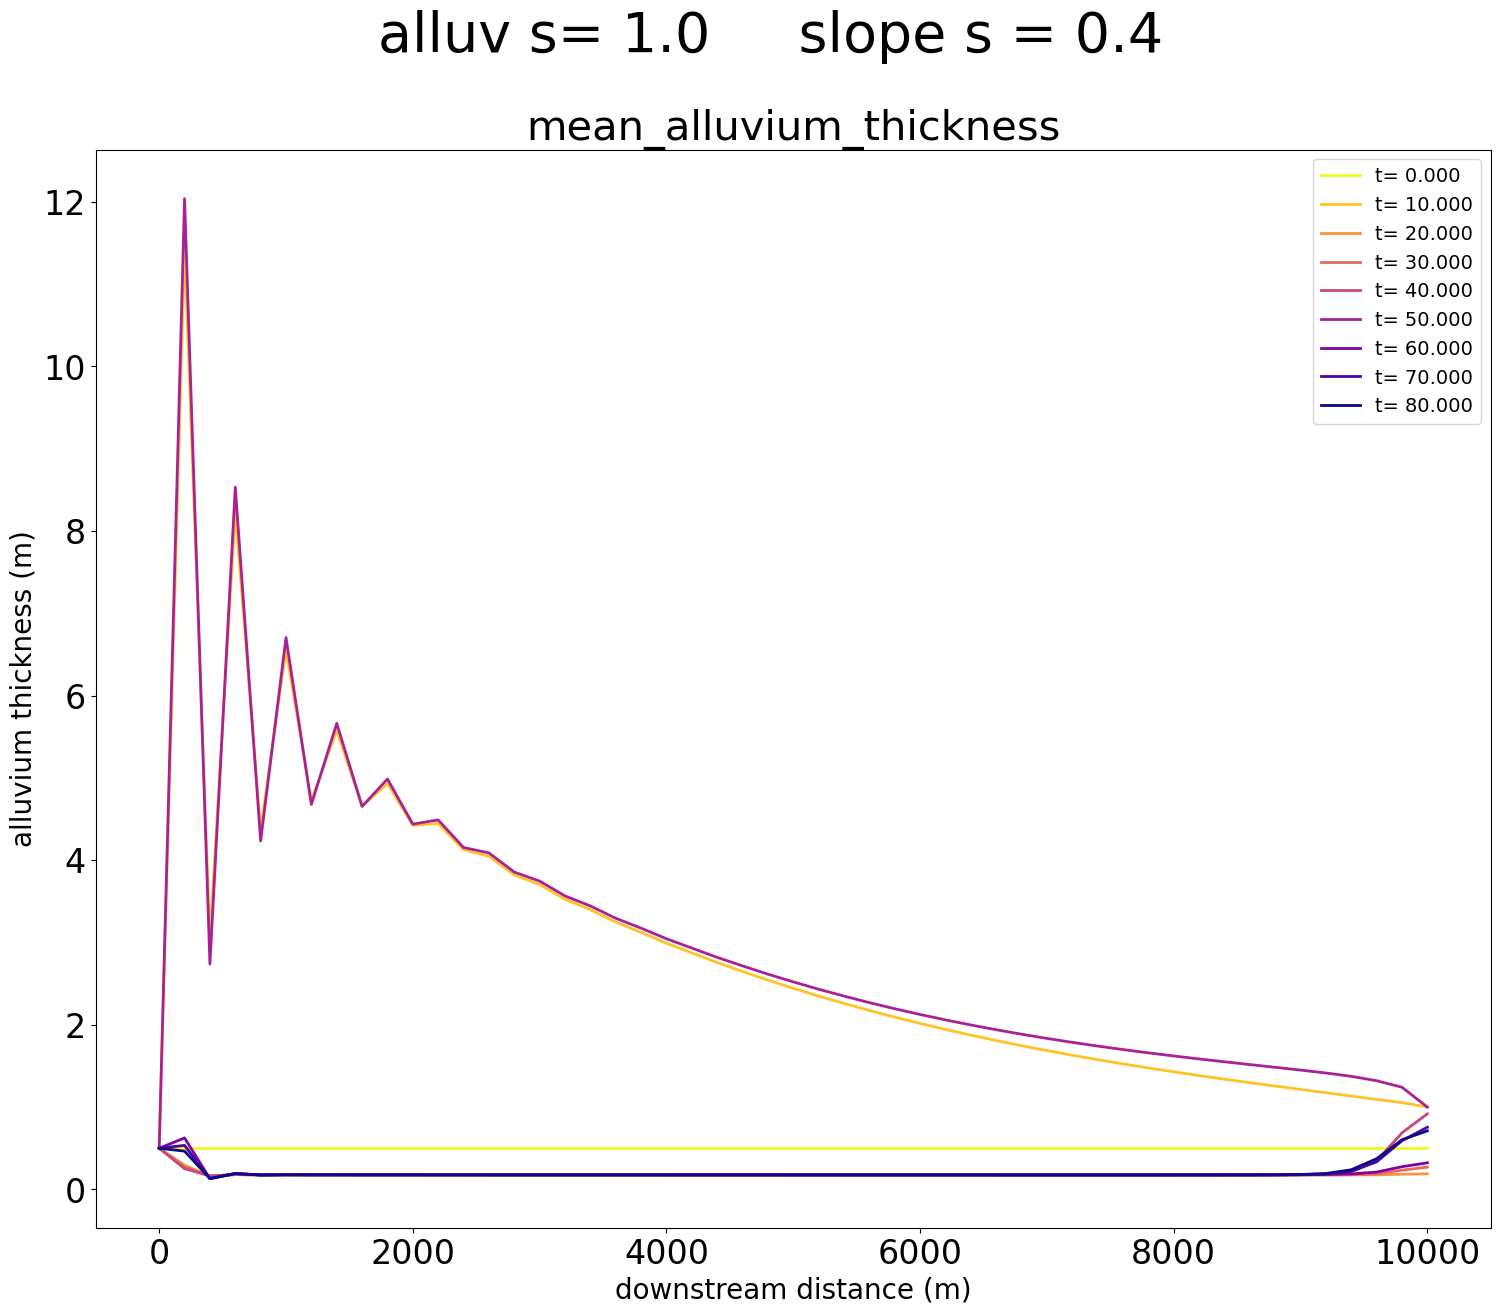 alluv s= 1.0     slope s = 0.4
mean_alluvium_thickness
t= 0.000
t= 10.000
t= 20.000
t= 30.000
t= 40.000
t= 50.000
t= 60.000
t= 70.000
t= 80.000
12
10
8
6
4
2
0
alluvium thickness (m)
0 2000 4000 6000 8000 10000
downstream distance (m)